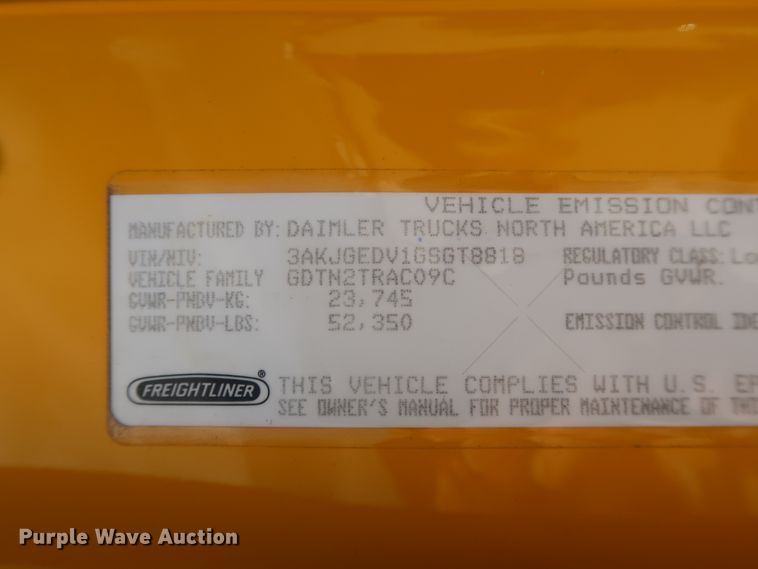 VEHICLE EMISSION CONT
MANUFACTURED BY: DAIMLER TRUCKS NORTH AMERICA LLC
VIN/NIV: 3AKJGEDV1GSGT8818 REGULATORY CLASS: Lo
VEHICLE FAMILY GDTN2TRAC09C Pounds GVWR.
GVWR-PNBV-KG: 23,745
GVWR-PNBV-LBS: 52,350 EMISSION CONTROL IDE
FREIGHTLINER® THIS VEHICLE COMPLIES WITH U.S. EP
SEE OWNER'S MANUAL FOR PROPER MAINTENANCE OF THI
Purple Wave Auction